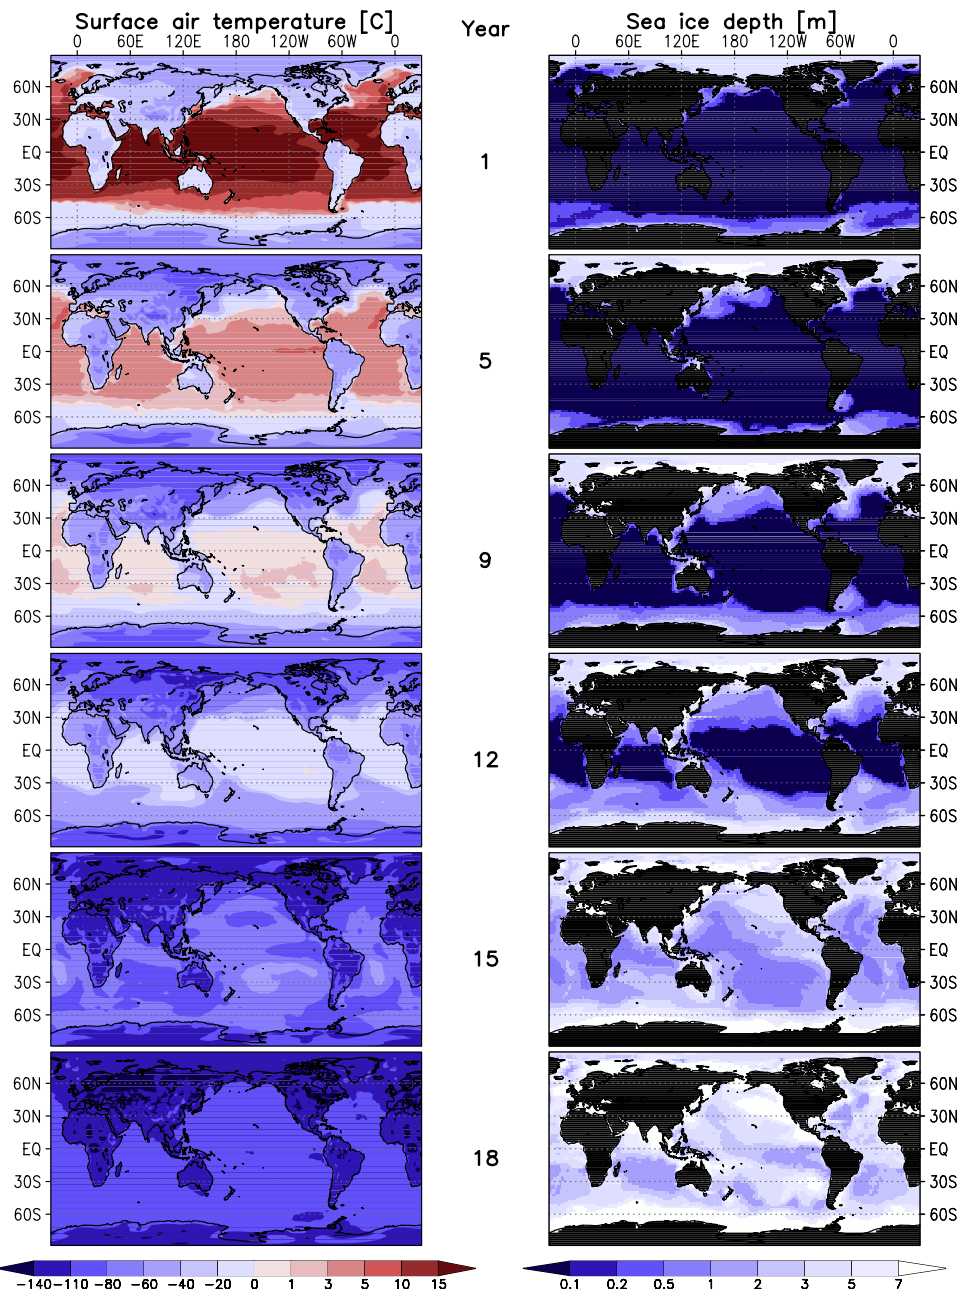 Surface air temperature [C]
Year
Sea ice depth [m]
0 60E 120E 180 120W 60W 0
0 60E 120E 180 120W 60W 0
60N 30N EQ 30S 60S
1
60N 30N EQ 30S 60S
60N 30N EQ 30S 60S
5
60N 30N EQ 30S 60S
60N 30N EQ 30S 60S
9
60N 30N EQ 30S 60S
60N 30N EQ 30S 60S
12
60N 30N EQ 30S 60S
60N 30N EQ 30S 60S
15
60N 30N EQ 30S 60S
60N 30N EQ 30S 60S
18
60N 30N EQ 30S 60S
-140 -110 -80 -60 -40 -20 0 1 3 5 10 15
0.1 0.2 0.5 1 2 3 5 7